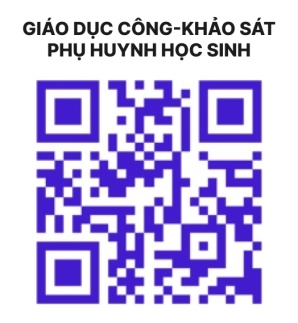 GIÁO DỤC CÔNG-KHẢO SÁT
PHỤ HUYNH HỌC SINH